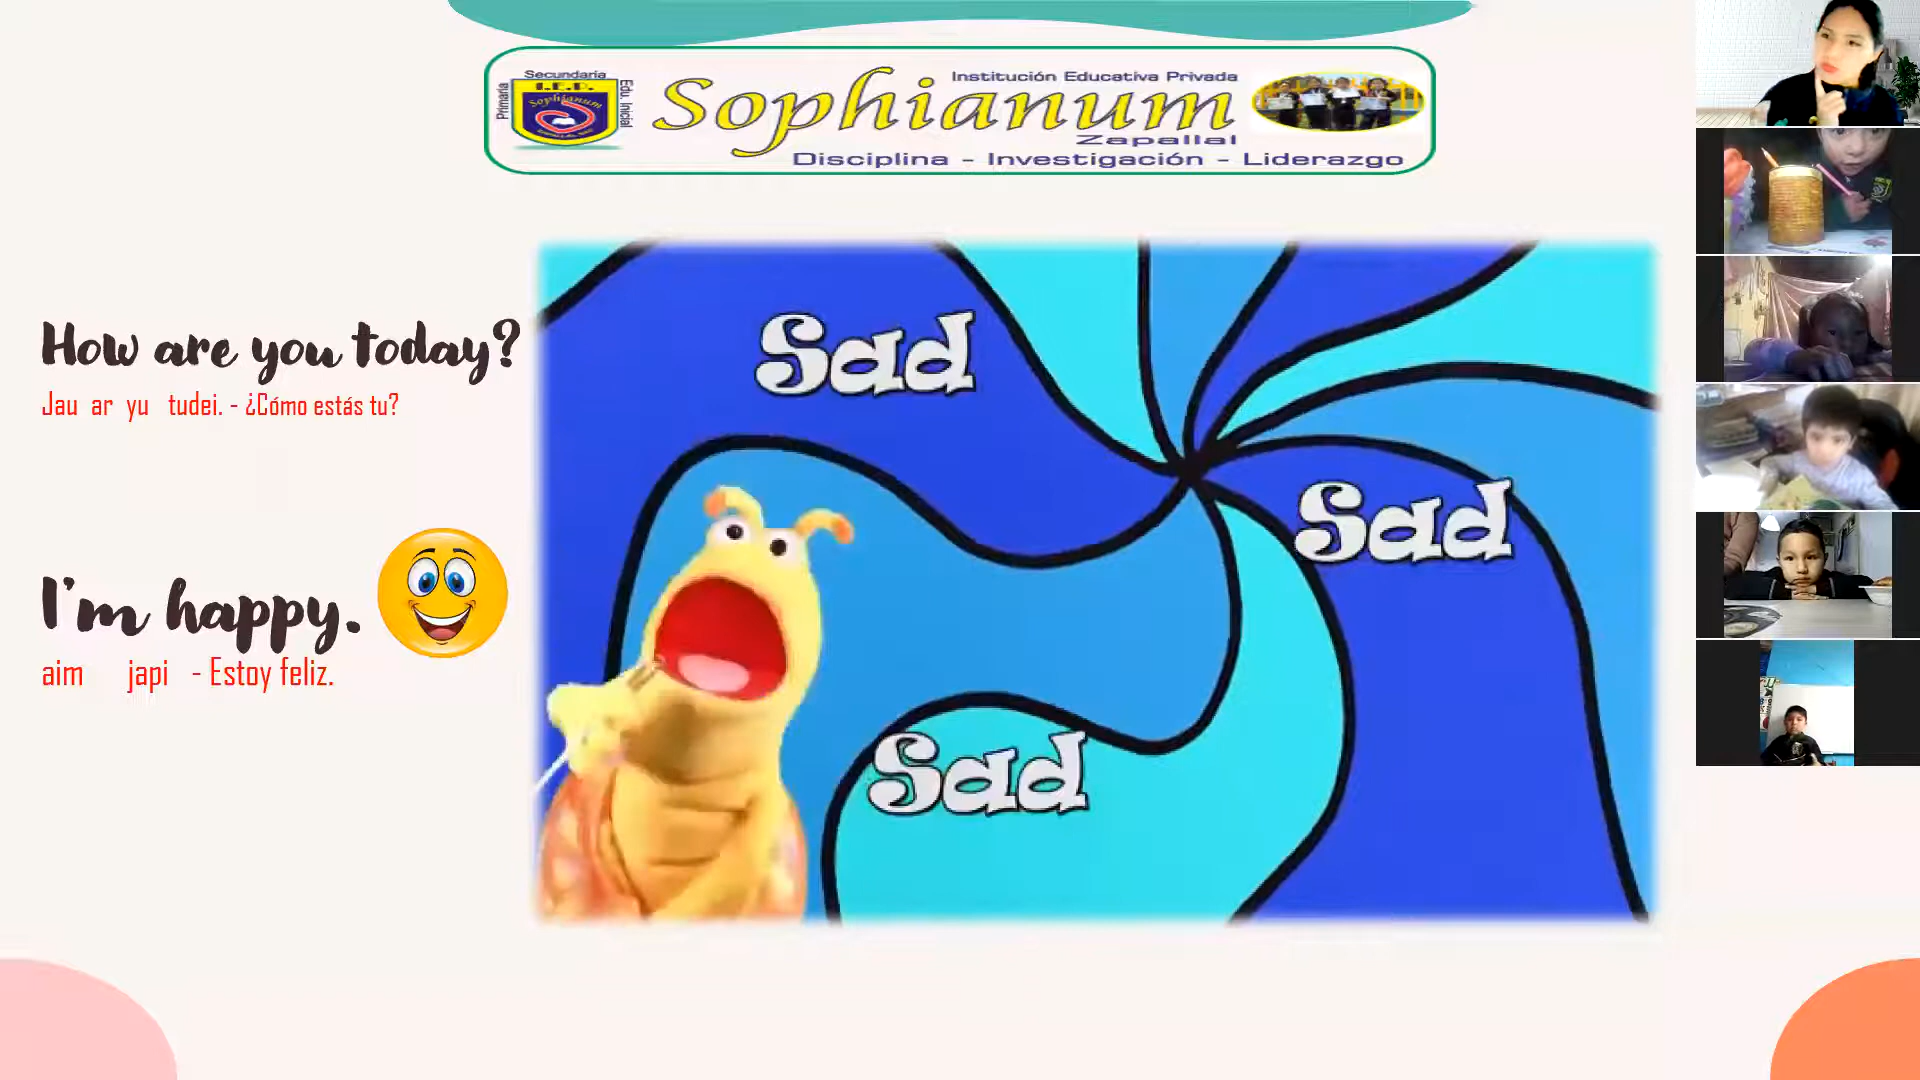 Secundaria
Primaria
Edu. Inicial
I.E.P.
Sophianum
Institución Educativa Privada
Sophianum
Zapallal
Disciplina - Investigación - Liderazgo
How are you today?
Jau ar yu tudei. - ¿Cómo estás tu?
I'm happy.
aim japi - Estoy feliz.
Sad
Sad
Sad